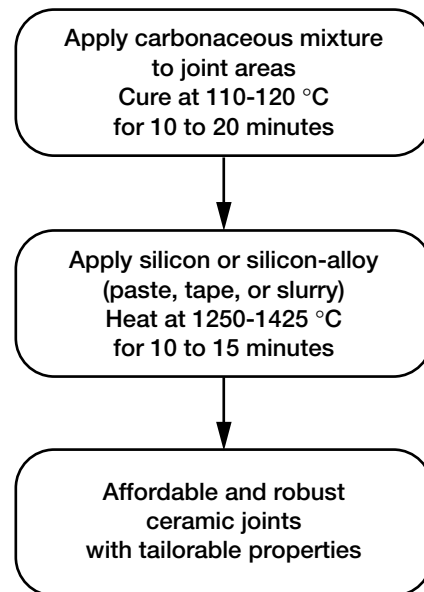 Apply carbonaceous mixture
to joint areas
Cure at 110-120 °C
for 10 to 20 minutes
Apply silicon or silicon-alloy
(paste, tape, or slurry)
Heat at 1250-1425 °C
for 10 to 15 minutes
Affordable and robust
ceramic joints
with tailorable properties